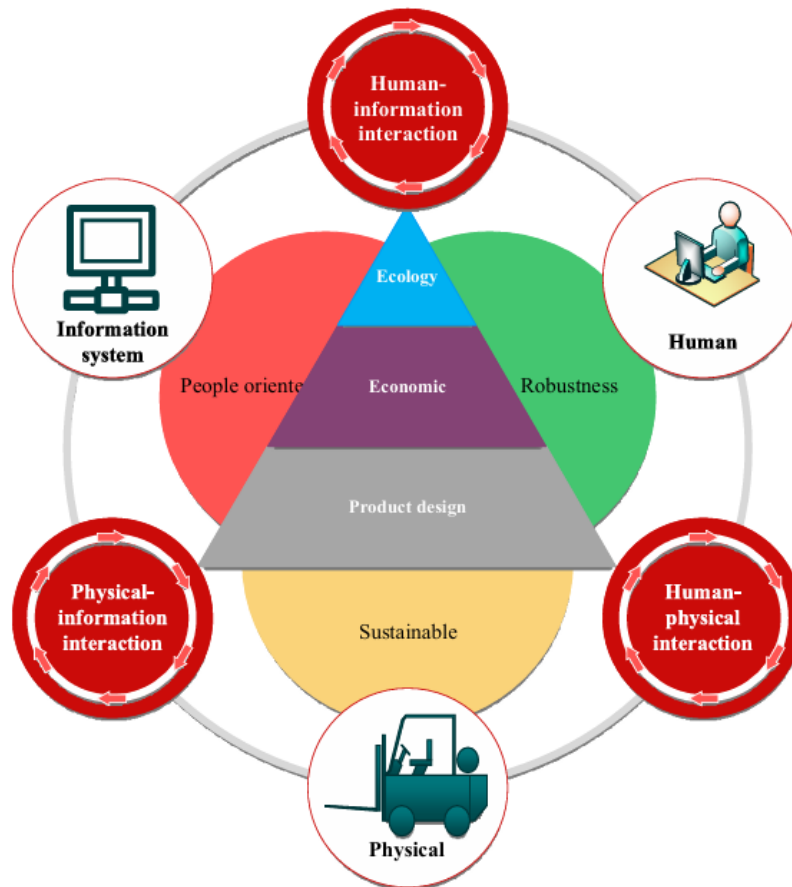 Human-
information
interaction
Ecology
Information
system
Human
People oriente
Economic
Robustness
Product design
Physical-
information
interaction
Human-
physical
interaction
Sustainable
Physical